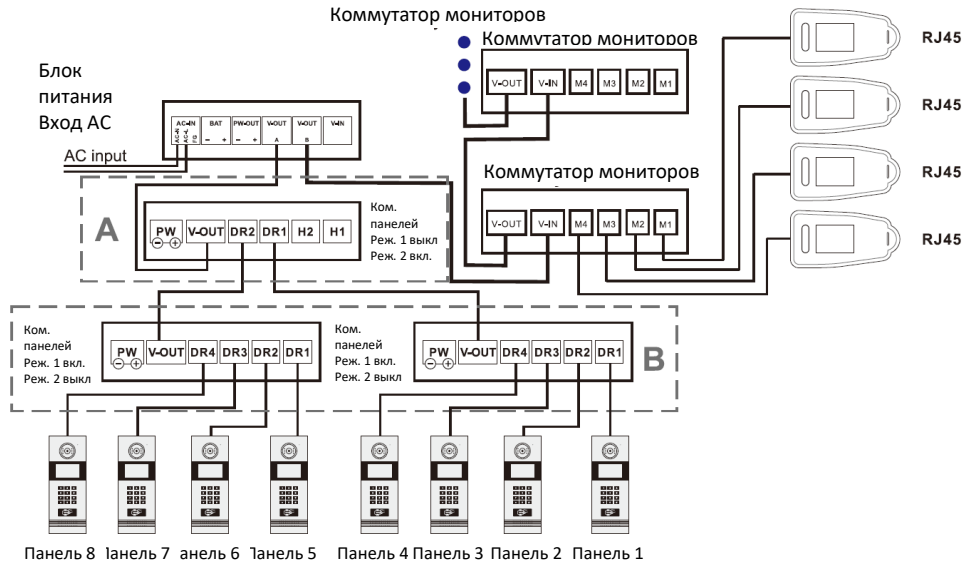 Коммутатор мониторов
Коммутатор мониторов
V-OUT V-IN M4 M3 M2 M1
RJ45
RJ45
RJ45
RJ45
Блок
питания
Вход AC
AC-IN BAT PW-OUT V-OUT V-OUT V-IN
AC-N AC-L FG - + - + A B
AC input
Коммутатор мониторов
V-OUT V-IN M4 M3 M2 M1
A
PW V-OUT DR2 DR1 H2 H1
- +
Ком.
панелей
Реж. 1 выкл
Реж. 2 вкл.
Ком.
панелей
Реж. 1 вкл.
Реж. 2 выкл
PW V-OUT DR4 DR3 DR2 DR1
- +
Ком.
панелей
Реж. 1 вкл.
Реж. 2 выкл
PW V-OUT DR4 DR3 DR2 DR1
- +
B
Панель 8 Іанель 7 анель 6 Іанель 5 Панель 4 Панель 3 Панель 2 Панель 1